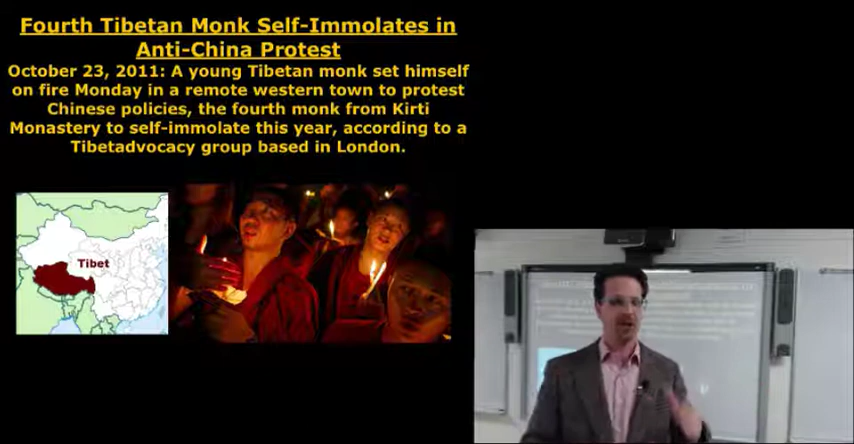 Fourth Tibetan Monk Self-Immolates in
Anti-China Protest
October 23, 2011: A young Tibetan monk set himself
on fire Monday in a remote western town to protest
Chinese policies, the fourth monk from Kirti
Monastery to self-immolate this year, according to a
Tibetadvocacy group based in London.
Tibet